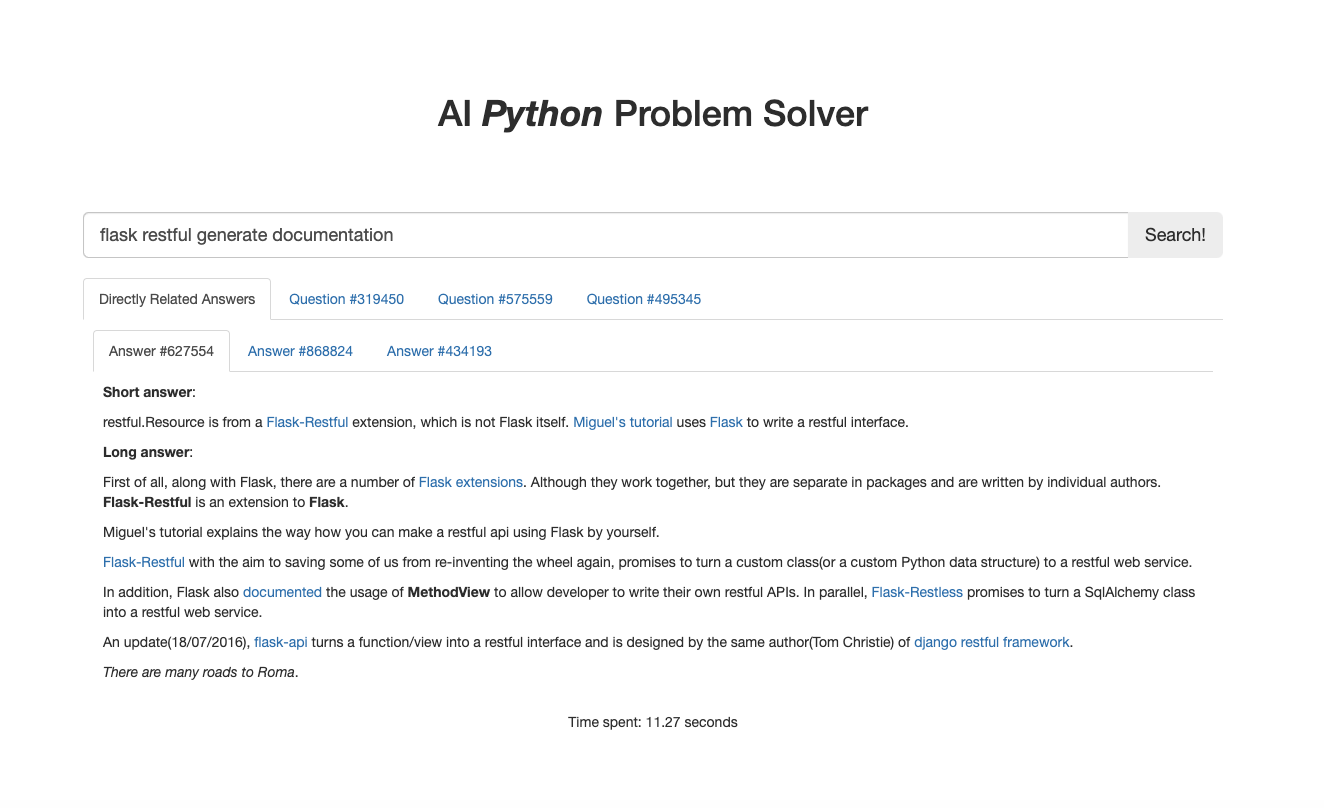 AI Python Problem Solver
flask restful generate documentation
Search!
Directly Related Answers
Question #319450
Question #575559
Question #495345
Answer #627554
Answer #868824
Answer #434193
Short answer:
restful.Resource is from a Flask-Restful extension, which is not Flask itself. Miguel's tutorial uses Flask to write a restful interface.
Long answer:
First of all, along with Flask, there are a number of Flask extensions. Although they work together, but they are separate in packages and are written by individual authors.
Flask-Restful is an extension to Flask.
Miguel's tutorial explains the way how you can make a restful api using Flask by yourself.
Flask-Restful with the aim to saving some of us from re-inventing the wheel again, promises to turn a custom class(or a custom Python data structure) to a restful web service.
In addition, Flask also documented the usage of MethodView to allow developer to write their own restful APIs. In parallel, Flask-Restless promises to turn a SqlAlchemy class
into a restful web service.
An update(18/07/2016), flask-api turns a function/view into a restful interface and is designed by the same author(Tom Christie) of django restful framework.
There are many roads to Roma.
Time spent: 11.27 seconds